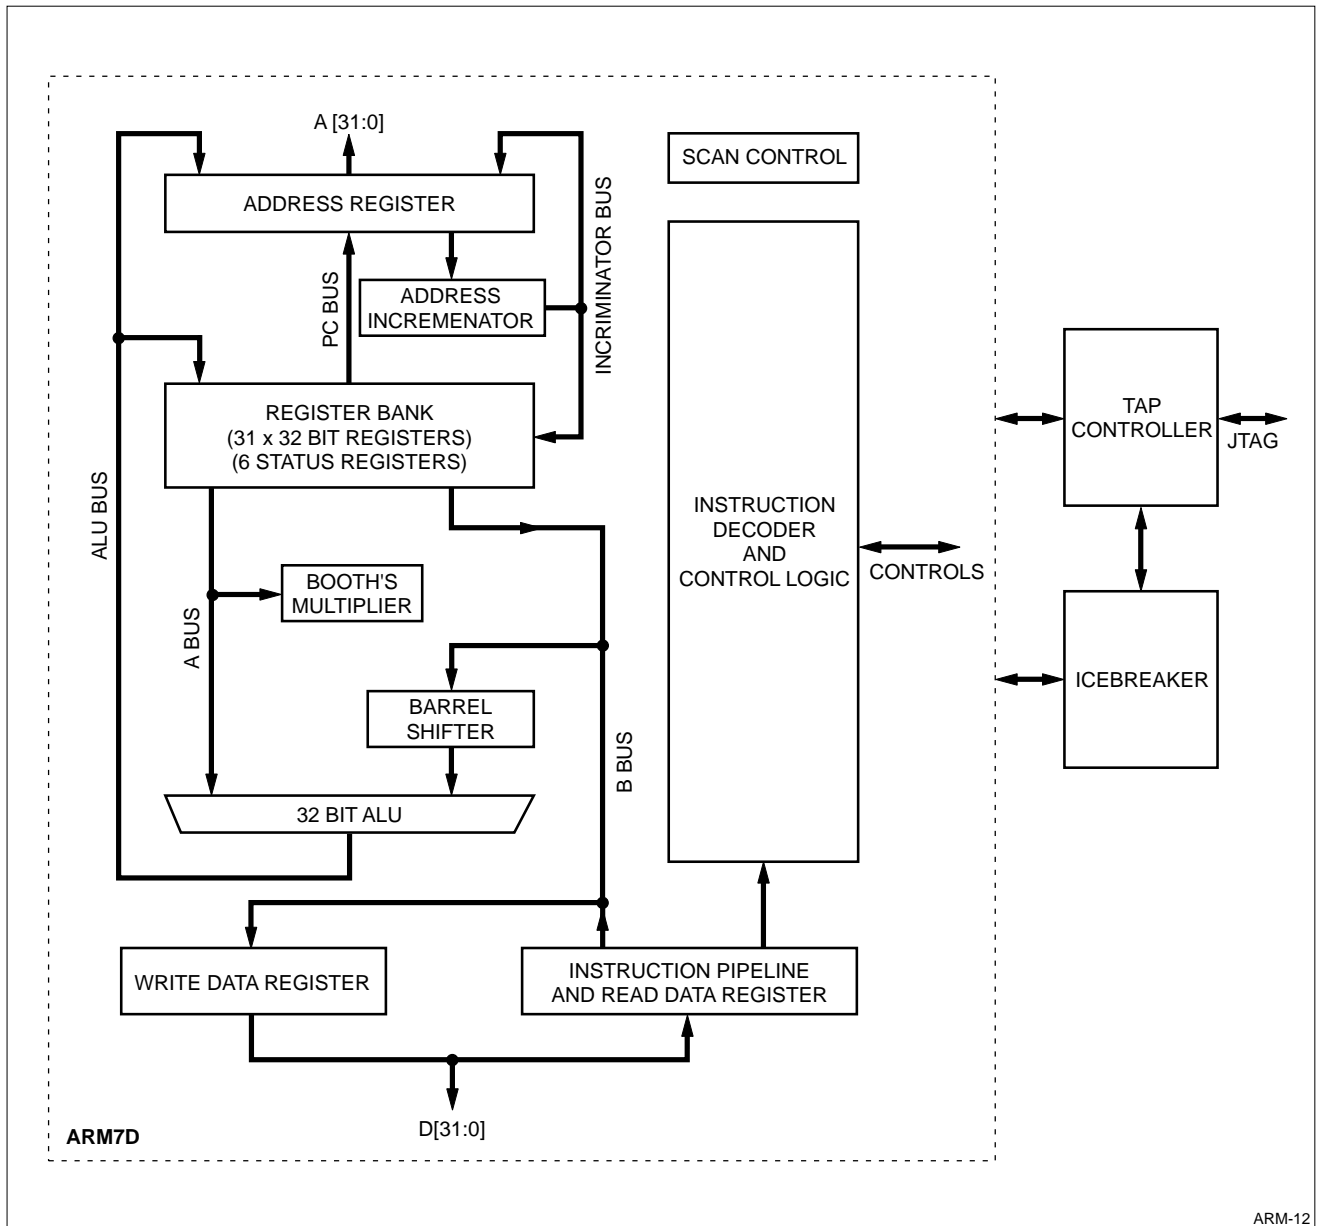 A [31:0]
SCAN CONTROL
ADDRESS REGISTER
INCRIMINATOR BUS
PC BUS
ADDRESS
INCREMENATOR
REGISTER BANK
(31 x 32 BIT REGISTERS)
(6 STATUS REGISTERS)
TAP
CONTROLLER
JTAG
ALU BUS
INSTRUCTION
DECODER
AND
CONTROL LOGIC
CONTROLS
BOOTH'S
MULTIPLIER
A BUS
ICEBREAKER
BARREL
SHIFTER
B BUS
32 BIT ALU
WRITE DATA REGISTER
INSTRUCTION PIPELINE
AND READ DATA REGISTER
D[31:0]
ARM7D
ARM-12